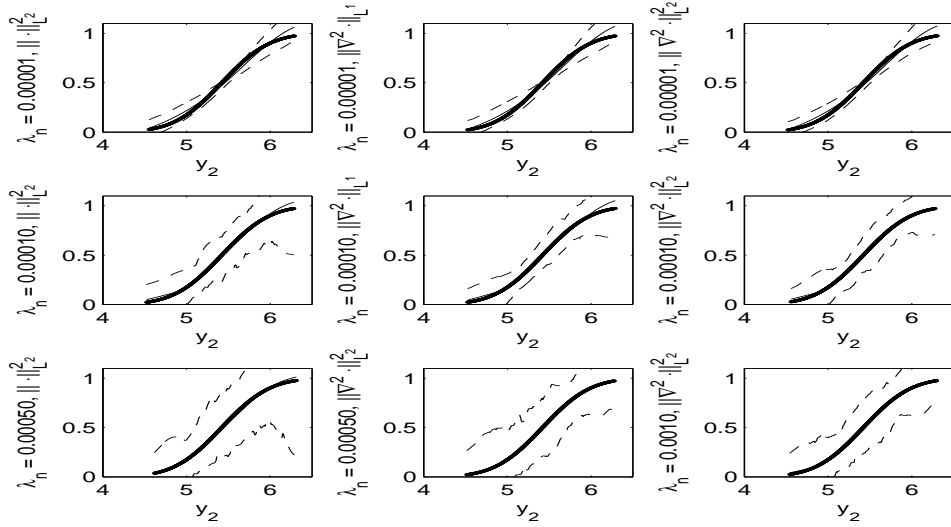 λn = 0.00001, || ·||²L²
1
0.5
0
4 5 6
y2
λn = 0.00001, ||∇² ·||L¹
1
0.5
0
4 5 6
y2
λn = 0.00001, || ∇² ·||²L²
1
0.5
0
4 5 6
y2
λn = 0.00010, || ·||²L²
1
0.5
0
4 5 6
y2
λn = 0.00010, ||∇² ·||L¹
1
0.5
0
4 5 6
y2
λn = 0.00010, ||∇² ·||²L²
1
0.5
0
4 5 6
y2
λn = 0.00050, || ·||²L²
1
0.5
0
4 5 6
y2
λn = 0.00050, ||∇² ·||L¹
1
0.5
0
4 5 6
y2
λn = 0.0010, ||∇² ·||²L²
1
0.5
0
4 5 6
y2